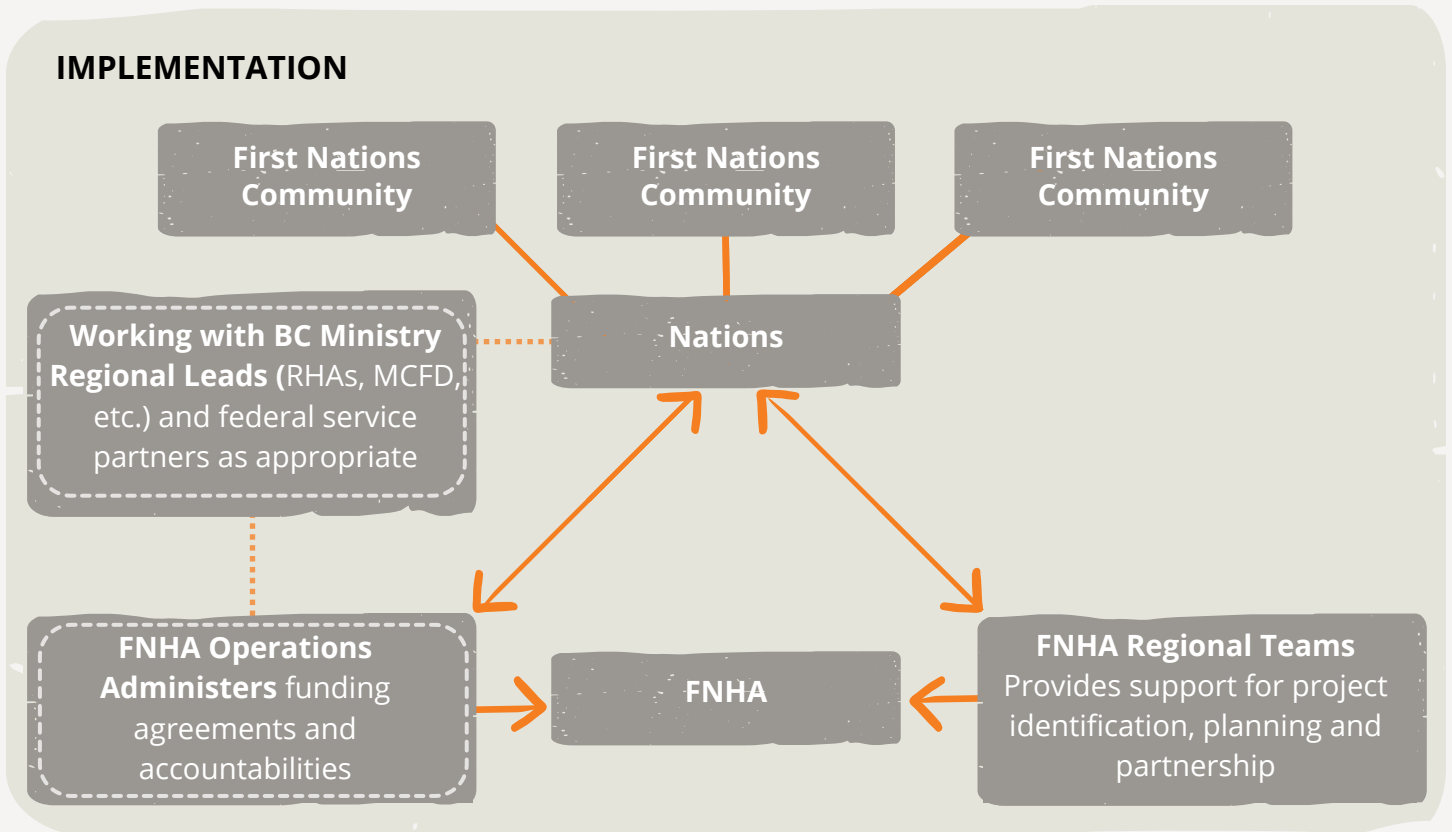 IMPLEMENTATION
First Nations
Community
First Nations
Community
First Nations
Community
Working with BC Ministry
Regional Leads (RHAs, MCFD,
etc.) and federal service
partners as appropriate
Nations
FNHA Operations
Administers funding
agreements and
accountabilities
FNHA
FNHA Regional Teams
Provides support for project
identification, planning and
partnership